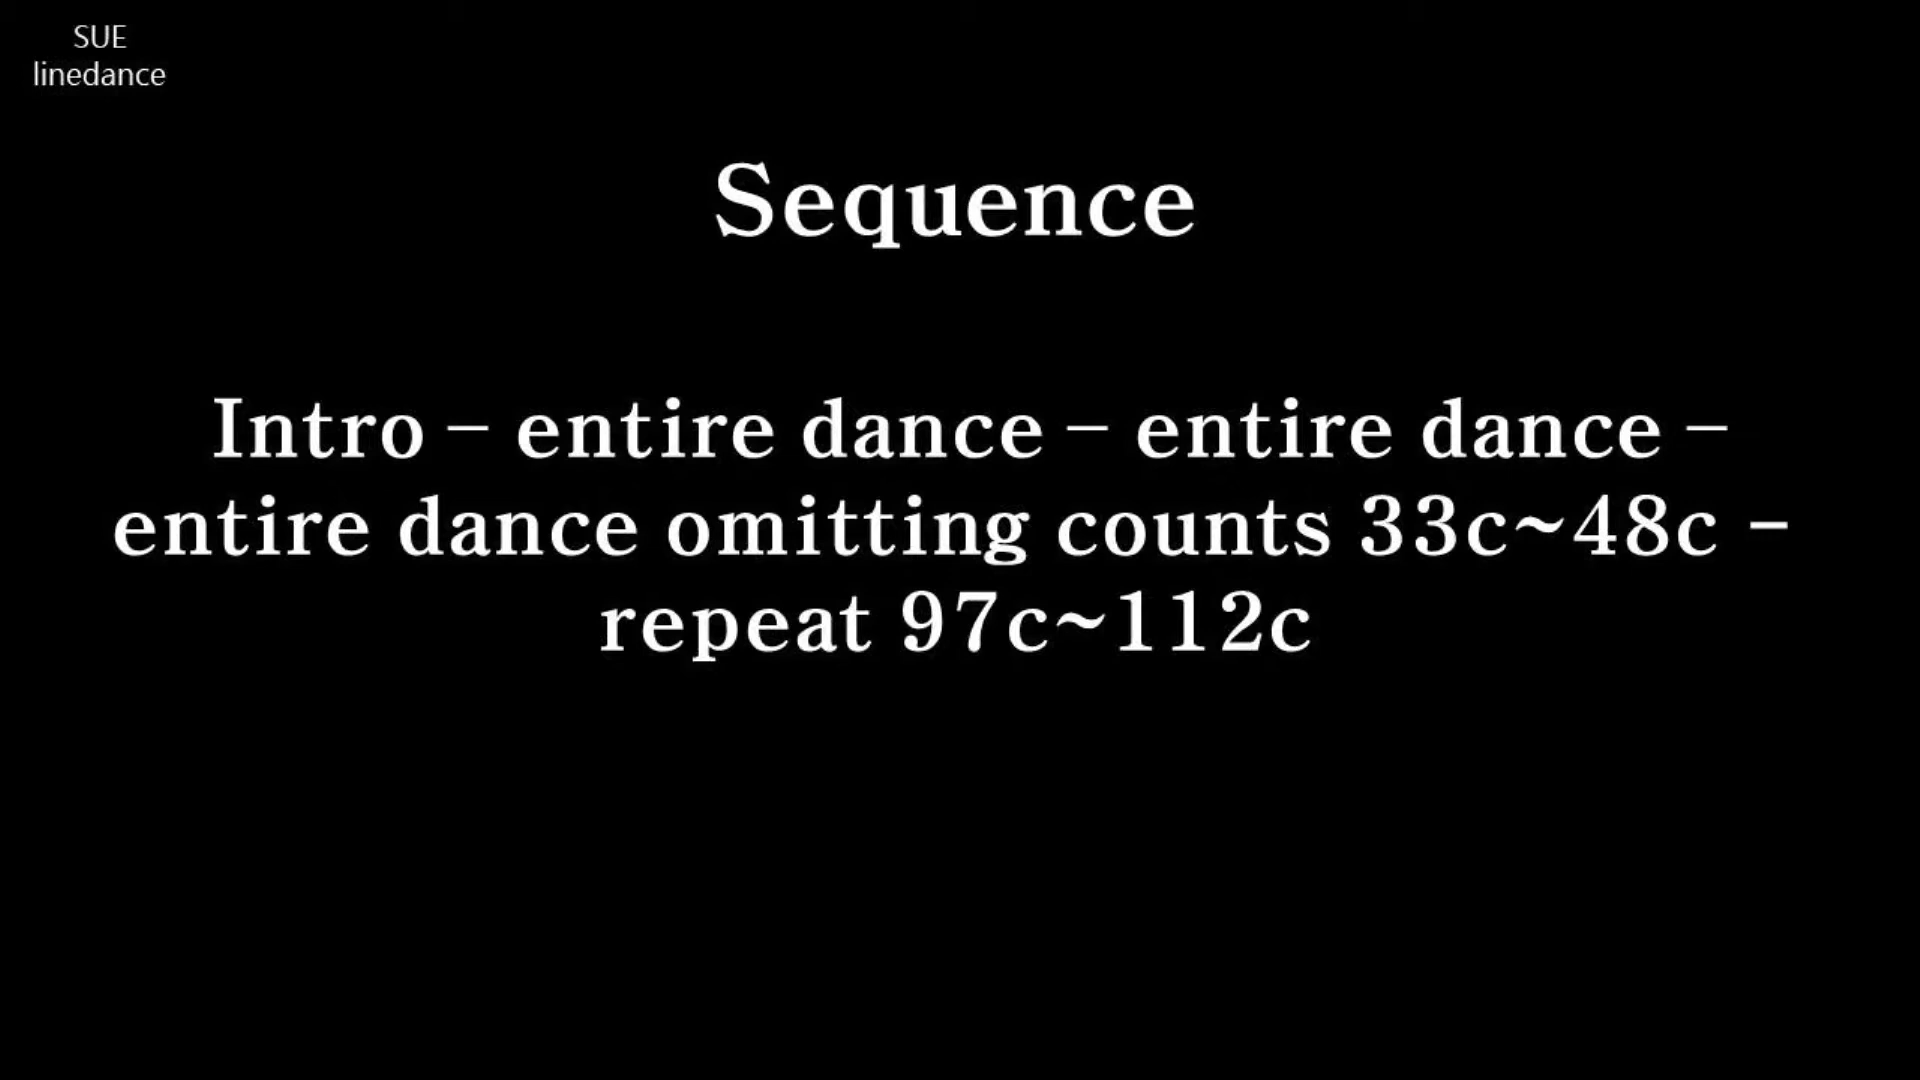 SUE
linedance
Sequence
Intro – entire dance – entire dance –
entire dance omitting counts 33c~48c –
repeat 97c~112c